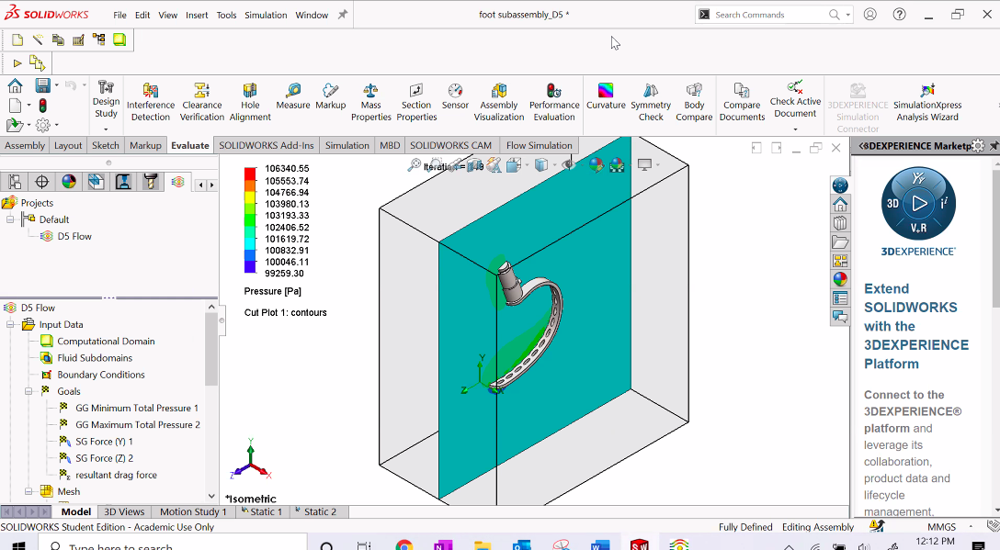 SOLIDWORKS File Edit View Insert Tools Simulation Window foot subassembly_D5 * Search Commands
Design Study
Interference Detection
Clearance Verification
Hole Alignment
Measure
Markup
Mass Properties
Section Properties
Sensor
Assembly Visualization
Performance Evaluation
Curvature
Symmetry Check
Body Compare
Compare Documents
Check Active Document
3DEXPERIENCE Simulation Connector
SimulationXpress Analysis Wizard
Assembly Layout Sketch Markup Evaluate SOLIDWORKS Add-Ins Simulation MBD SOLIDWORKS CAM Flow Simulation
Projects
Default
D5 Flow
D5 Flow
Input Data
Computational Domain
Fluid Subdomains
Boundary Conditions
Goals
GG Minimum Total Pressure 1
GG Maximum Total Pressure 2
SG Force (Y) 1
SG Force (Z) 2
resultant drag force
Mesh
Iteration =
106340.55
105553.74
104766.94
103980.13
103193.33
102406.52
101619.72
100832.91
100046.11
99259.30
Pressure [Pa]
Cut Plot 1: contours
Y
Z
Y
Z X
*Isometric
3DEXPERIENCE Marketp
3D
V+R
3DEXPERIENCE
Extend
SOLIDWORKS
with the
3DEXPERIENCE
Platform
Connect to the
3DEXPERIENCE®
platform and
leverage its
collaboration,
product data and
lifecycle
management.
Model 3D Views Motion Study 1 Static 1 Static 2
SOLIDWORKS Student Edition - Academic Use Only Fully Defined Editing Assembly MMGS
Type here to search 12:12 PM